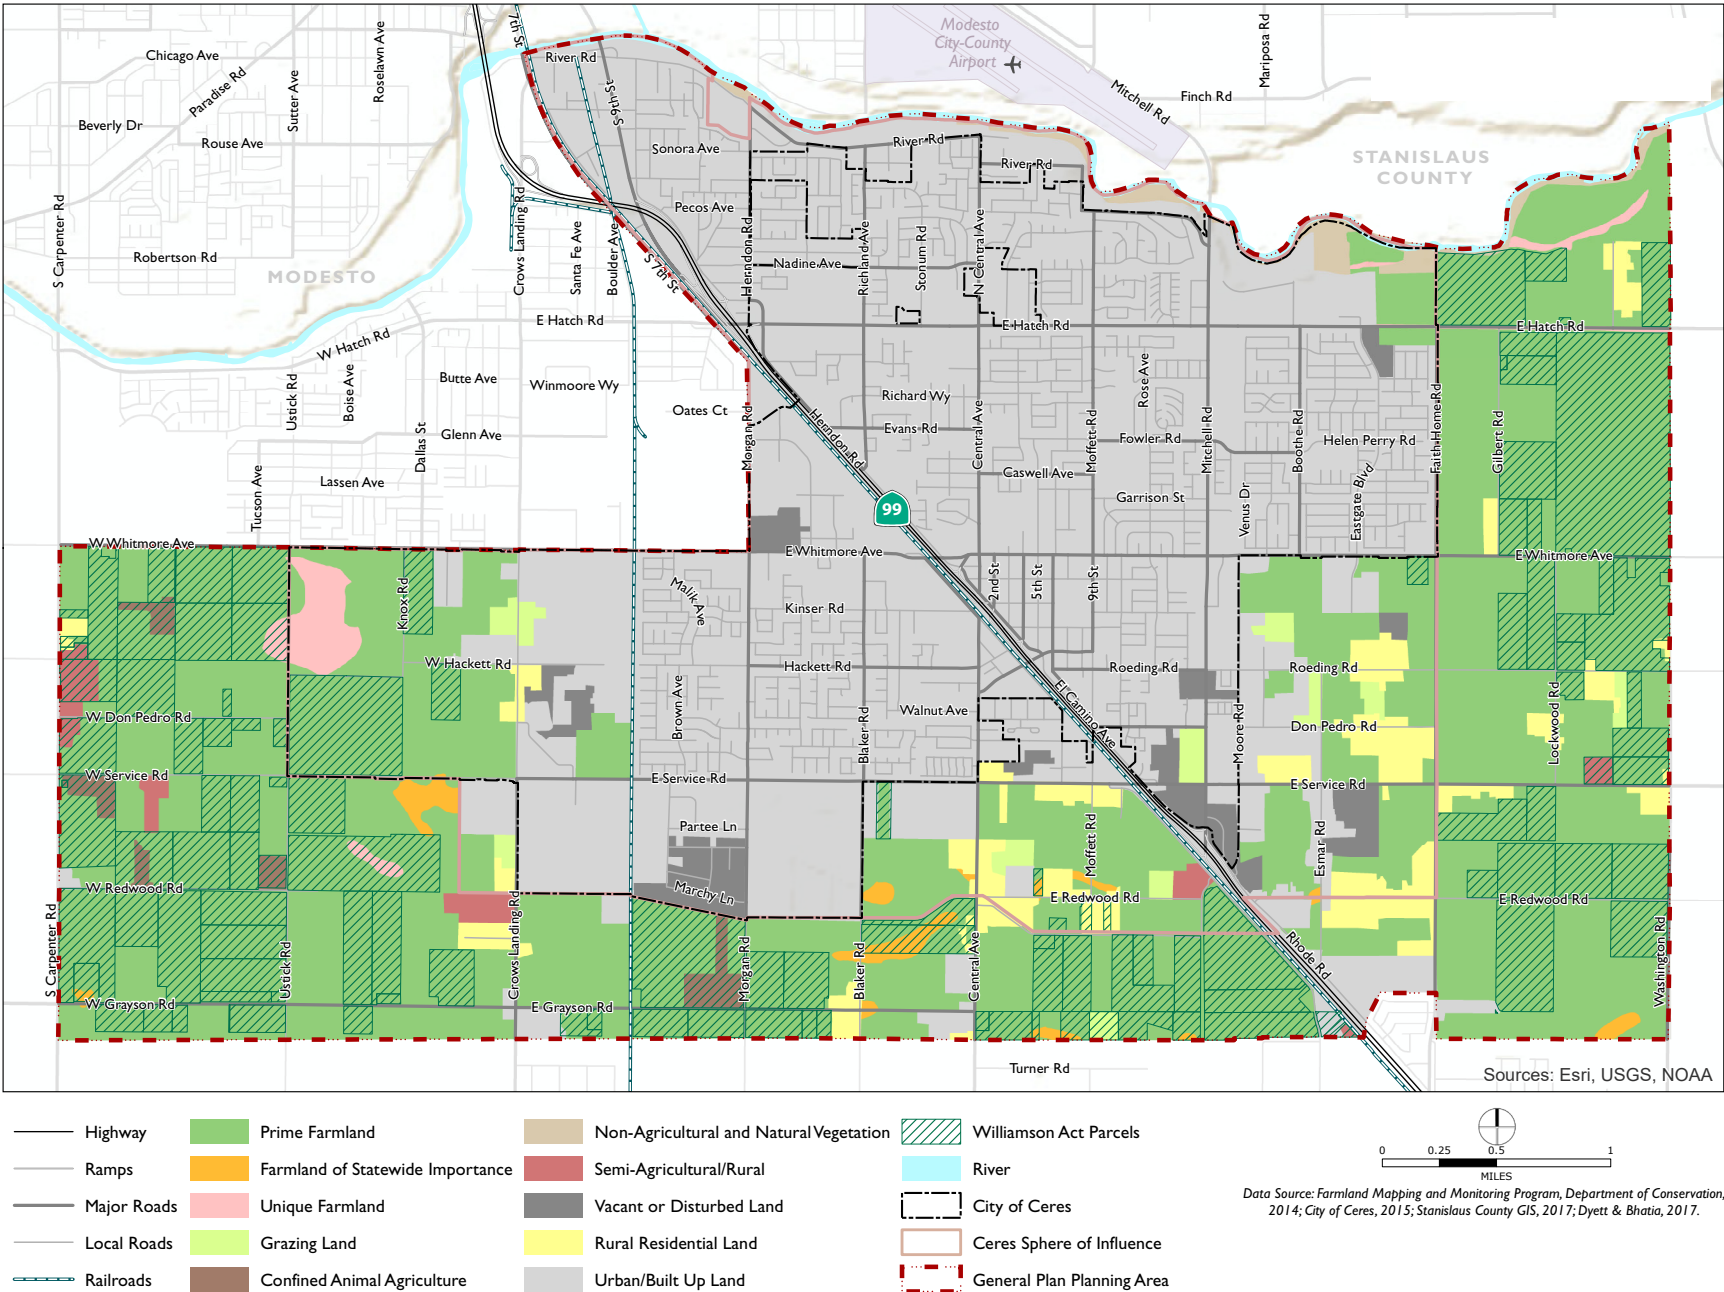 7th St
River Rd
Modesto
City-County
Airport
Mariposa Rd
Chicago Ave
Paradise Rd
Sutter Ave
Roselawn Ave
S 9th St
Mitchell Rd
Finch Rd
Beverly Dr
Rouse Ave
Sonora Ave
River Rd
River Rd
STANISLAUS
COUNTY
S Carpenter Rd
Crows Landing Rd
Santa Fe Ave
Boulder Ave
Pecos Ave
Herndon Rd
Richland Ave
Stonum Rd
N Central Ave
Robertson Rd
MODESTO
S 7th St
Nadine Ave
E Hatch Rd
E Hatch Rd
E Hatch Rd
W Hatch Rd
Ustick Rd
Boise Ave
Butte Ave
Winmoore Wy
Oates Ct
Richard Wy
Rose Ave
Glenn Ave
Dallas St
Morgan Rd
Herndon Rd
Evans Rd
Central Ave
Moffett Rd
Fowler Rd
Mitchell Rd
Boothe Rd
Helen Perry Rd
Faith Home Rd
Gilbert Rd
Tucson Ave
Lassen Ave
Caswell Ave
Garrison St
Venus Dr
Eastgate Blvd
99
W Whitmore Ave
E Whitmore Ave
E Whitmore Ave
Knox Rd
Malik Ave
Kinser Rd
2nd St
5th St
9th St
W Hackett Rd
Hackett Rd
Roeding Rd
Roeding Rd
Brown Ave
Blaker Rd
Walnut Ave
El Camino Ave
Moore Rd
Don Pedro Rd
Lockwood Rd
W Don Pedro Rd
W Service Rd
E Service Rd
E Service Rd
Partee Ln
Moffett Rd
Esmar Rd
W Redwood Rd
Marchy Ln
E Redwood Rd
E Redwood Rd
S Carpenter Rd
Ustick Rd
Crows Landing Rd
Morgan Rd
Blaker Rd
Central Ave
Rhode Rd
Washington Rd
W Grayson Rd
E Grayson Rd
Turner Rd
Sources: Esri, USGS, NOAA
Highway
Ramps
Major Roads
Local Roads
Railroads
Prime Farmland
Farmland of Statewide Importance
Unique Farmland
Grazing Land
Confined Animal Agriculture
Non-Agricultural and Natural Vegetation
Semi-Agricultural/Rural
Vacant or Disturbed Land
Rural Residential Land
Urban/Built Up Land
Williamson Act Parcels
River
City of Ceres
Ceres Sphere of Influence
General Plan Planning Area
0 0.25 0.5 1
MILES
Data Source: Farmland Mapping and Monitoring Program, Department of Conservation,
2014; City of Ceres, 2015; Stanislaus County GIS, 2017; Dyett & Bhatia, 2017.